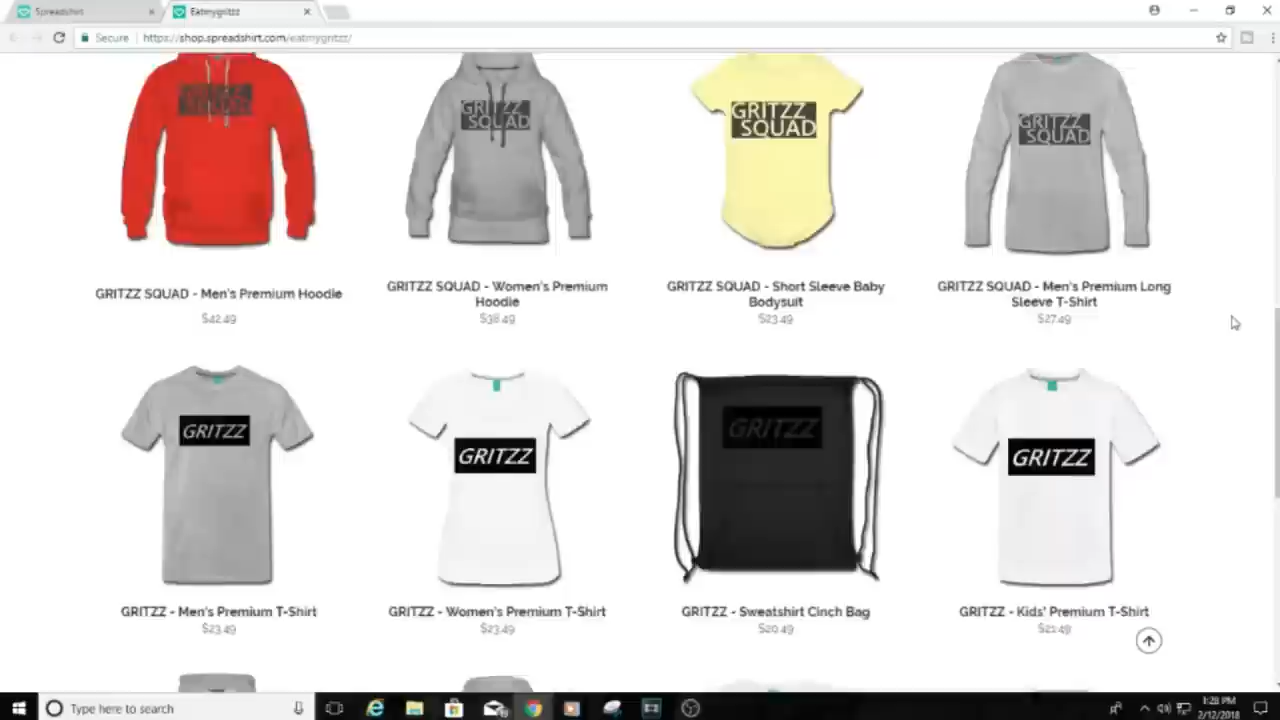 Spreadshirt
Eatmygritzz
Secure
https://shop.spreadshirt.com/eatmygritzz/
GRITZZ
SQUAD
GRITZZ
SQUAD
GRITZZ
SQUAD
GRITZZ
SQUAD
GRITZZ SQUAD - Men's Premium Hoodie
$42.49
GRITZZ SQUAD - Women's Premium
Hoodie
$38.49
GRITZZ SQUAD - Short Sleeve Baby
Bodysuit
$23.49
GRITZZ SQUAD - Men's Premium Long
Sleeve T-Shirt
$27.49
GRITZZ
GRITZZ
GRITZZ
GRITZZ
GRITZZ - Men's Premium T-Shirt
$23.49
GRITZZ - Women's Premium T-Shirt
$23.49
GRITZZ - Sweatshirt Cinch Bag
$20.49
GRITZZ - Kids' Premium T-Shirt
$21.49
Type here to search
1:28 PM
2/12/2018